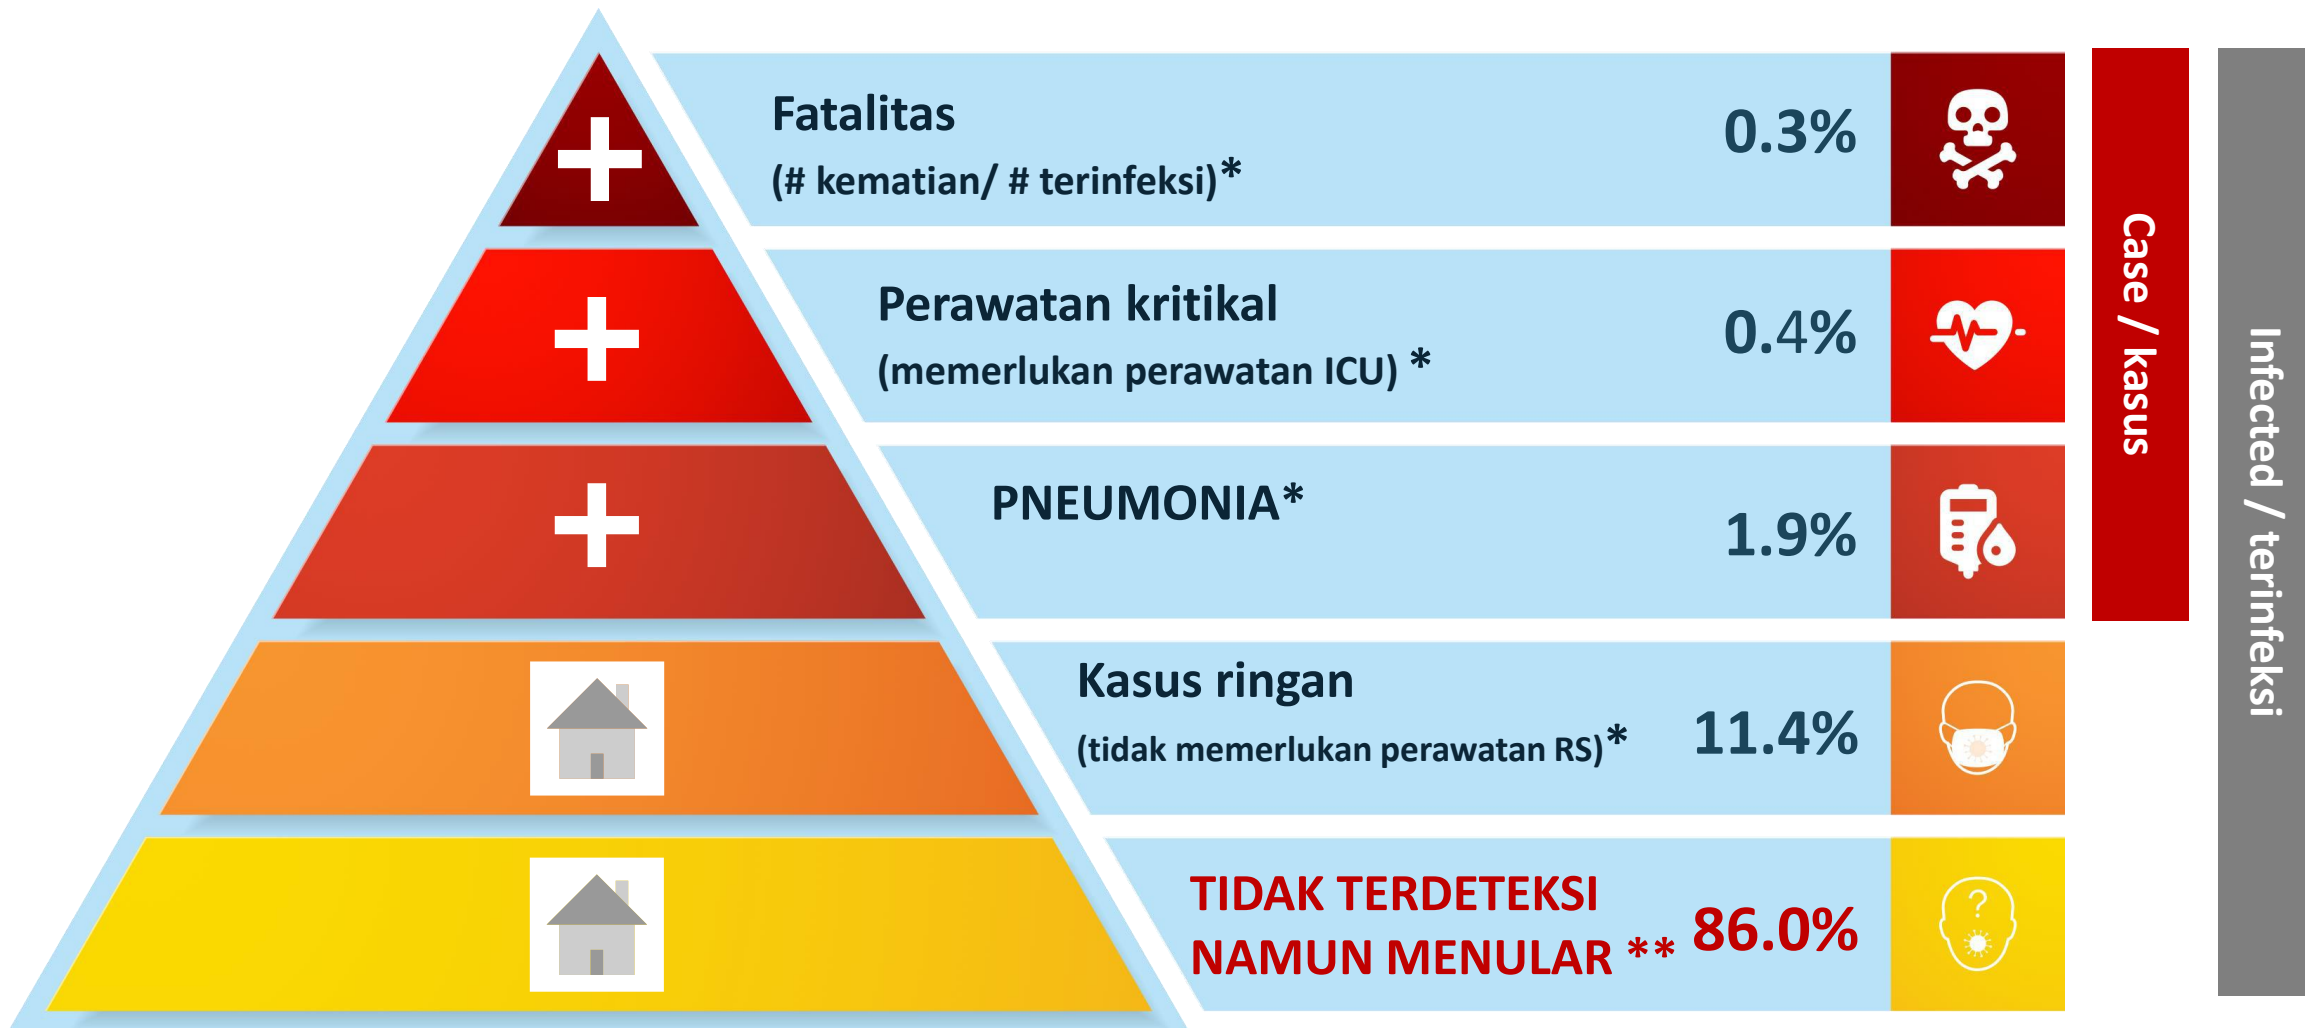 Fatalitas
(# kematian/ # terinfeksi)*
0.3%
Perawatan kritikal
(memerlukan perawatan ICU) *
0.4%
PNEUMONIA*
1.9%
Kasus ringan
(tidak memerlukan perawatan RS)*
11.4%
TIDAK TERDETEKSI
NAMUN MENULAR **
86.0%
?
Case / kasus
Infected / terinfeksi